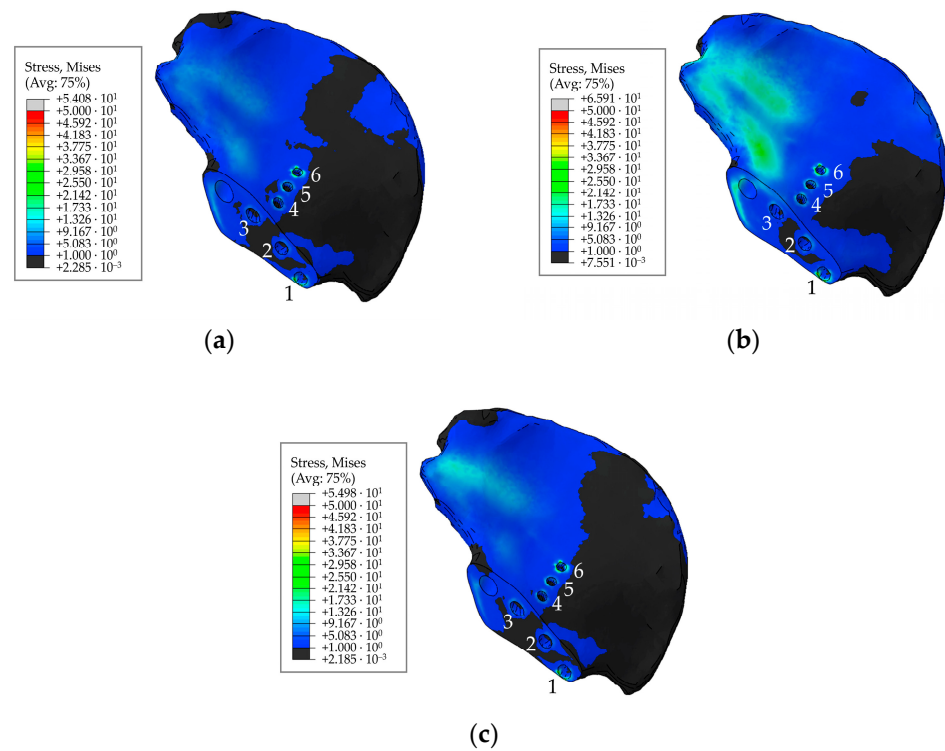 Stress, Mises
(Avg: 75%)
+5.408 · 10¹
+5.000 · 10¹
+4.592 · 10¹
+4.183 · 10¹
+3.775 · 10¹
+3.367 · 10¹
+2.958 · 10¹
+2.550 · 10¹
+2.142 · 10¹
+1.733 · 10¹
+1.326 · 10¹
+9.167 · 10⁰
+5.083 · 10⁰
+1.000 · 10⁰
+2.285 · 10⁻³
6
5
4
3
2
1
(a)
Stress, Mises
(Avg: 75%)
+6.591 · 10¹
+5.000 · 10¹
+4.592 · 10¹
+4.183 · 10¹
+3.775 · 10¹
+3.367 · 10¹
+2.958 · 10¹
+2.550 · 10¹
+2.142 · 10¹
+1.733 · 10¹
+1.326 · 10¹
+9.167 · 10⁰
+5.083 · 10⁰
+1.000 · 10⁰
+7.551 · 10⁻³
6
5
4
3
2
1
(b)
Stress, Mises
(Avg: 75%)
+5.498 · 10¹
+5.000 · 10¹
+4.592 · 10¹
+4.183 · 10¹
+3.775 · 10¹
+3.367 · 10¹
+2.958 · 10¹
+2.550 · 10¹
+2.142 · 10¹
+1.733 · 10¹
+1.326 · 10¹
+9.167 · 10⁰
+5.083 · 10⁰
+1.000 · 10⁰
+2.185 · 10⁻³
6
5
4
3
2
1
(c)